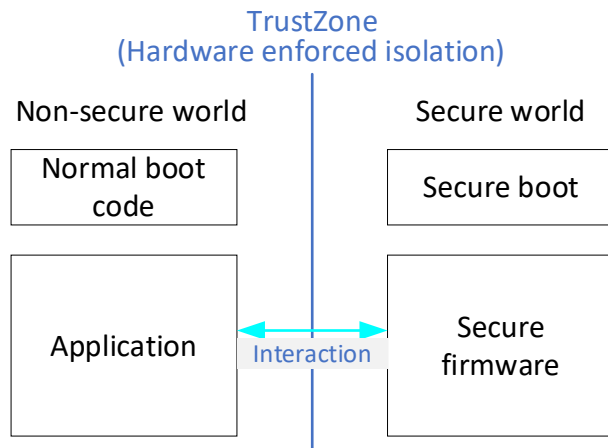 TrustZone
(Hardware enforced isolation)
Non-secure world
Secure world
Normal boot
code
Secure boot
Application
Interaction
Secure
firmware